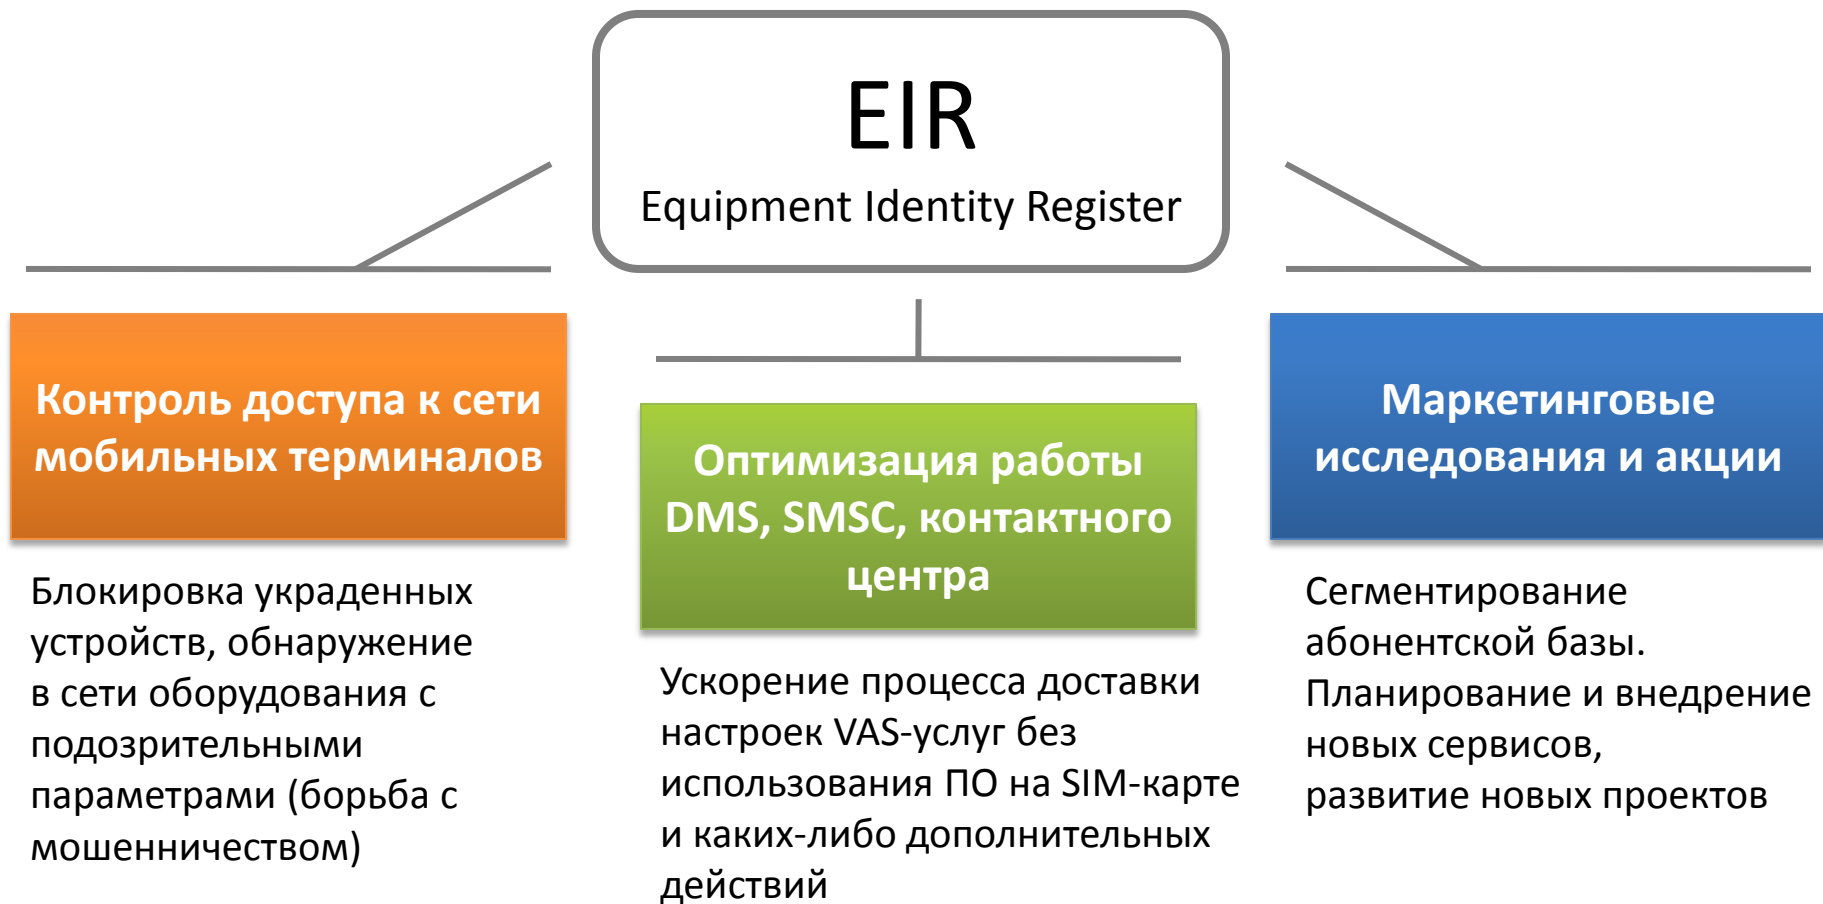 EIR
Equipment Identity Register
Контроль доступа к сети
мобильных терминалов
Блокировка украденных
устройств, обнаружение
в сети оборудования с
подозрительными
параметрами (борьба с
мошенничеством)
Оптимизация работы
DMS, SMSC, контактного
центра
Ускорение процесса доставки
настроек VAS-услуг без
использования ПО на SIM-карте
и каких-либо дополнительных
действий
Маркетинговые
исследования и акции
Сегментирование
абонентской базы.
Планирование и внедрение
новых сервисов,
развитие новых проектов